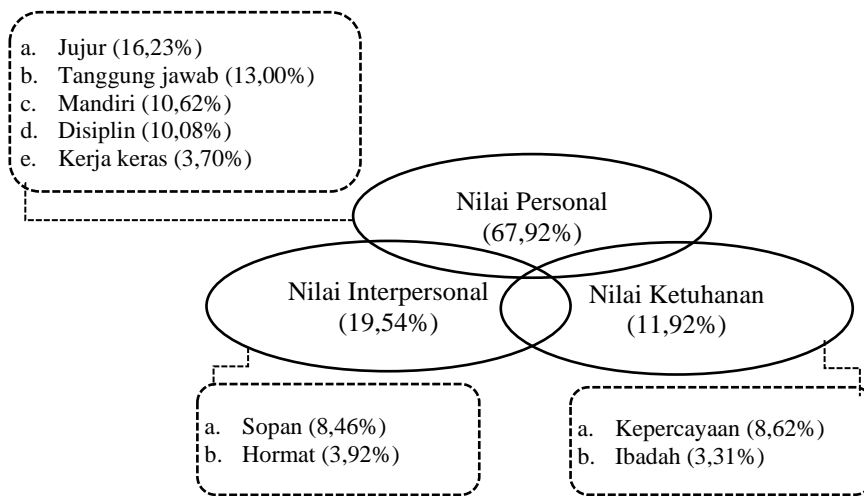 a. Jujur (16,23%)
b. Tanggung jawab (13,00%)
c. Mandiri (10,62%)
d. Disiplin (10,08%)
e. Kerja keras (3,70%)
Nilai Personal
(67,92%)
Nilai Interpersonal
(19,54%)
Nilai Ketuhanan
(11,92%)
a. Sopan (8,46%)
b. Hormat (3,92%)
a. Kepercayaan (8,62%)
b. Ibadah (3,31%)